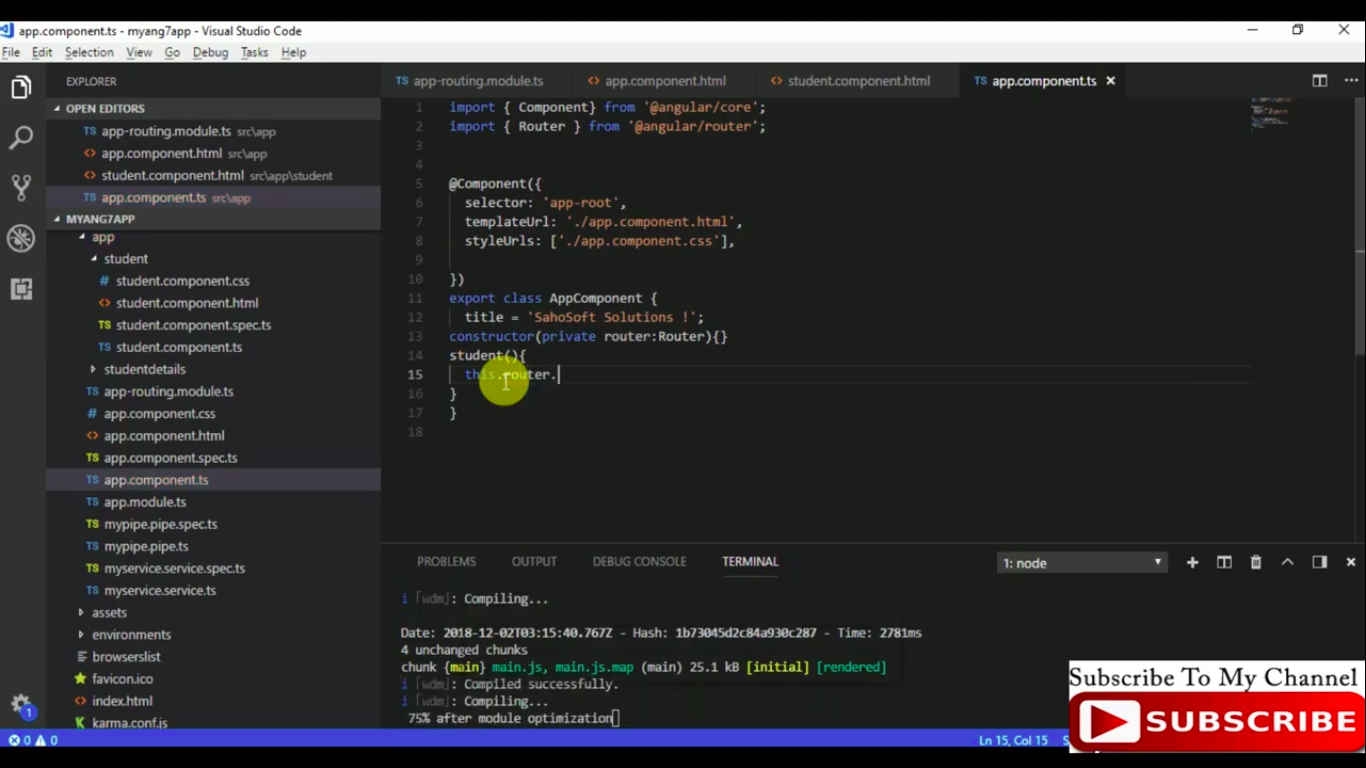 app.component.ts - myang7app - Visual Studio Code
File Edit Selection View Go Debug Tasks Help
EXPLORER
OPEN EDITORS
TS app-routing.module.ts src\app
<> app.component.html src\app
<> student.component.html src\app\student
TS app.component.ts src\app
MYANG7APP
app
student
# student.component.css
<> student.component.html
TS student.component.spec.ts
TS student.component.ts
studentdetails
TS app-routing.module.ts
# app.component.css
<> app.component.html
TS app.component.spec.ts
TS app.component.ts
TS app.module.ts
TS mypipe.pipe.spec.ts
TS mypipe.pipe.ts
TS myservice.service.spec.ts
TS myservice.service.ts
assets
environments
browserslist
favicon.ico
index.html
karma.conf.js
TS app-routing.module.ts <> app.component.html <> student.component.html TS app.component.ts
1 import { Component} from '@angular/core';
2 import { Router } from '@angular/router';
3
4
5 @Component({
6 selector: 'app-root',
7 templateUrl: './app.component.html',
8 styleUrls: ['./app.component.css'],
9
10 })
11 export class AppComponent {
12 title = 'SahoSoft Solutions !';
13 constructor(private router:Router){}
14 student(){
15 this.router.
16 }
17 }
18
PROBLEMS OUTPUT DEBUG CONSOLE TERMINAL 1: node
i ｢wdm｣: Compiling...
Date: 2018-12-02T03:15:40.767Z - Hash: 1b73045d2c84a930c287 - Time: 2781ms
4 unchanged chunks
chunk {main} main.js, main.js.map (main) 25.1 kB [initial] [rendered]
i ｢wdm｣: Compiled successfully.
i ｢wdm｣: Compiling...
75% after module optimization
1
0 0 Ln 15, Col 15
Subscribe To My Channel
SUBSCRIBE